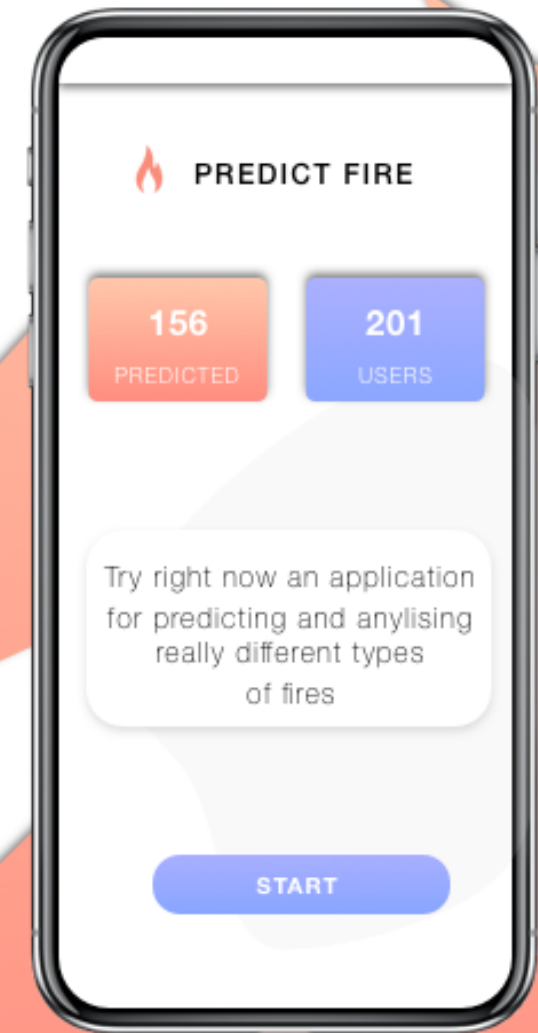 PREDICT FIRE
156
PREDICTED
201
USERS
Try right now an application
for predicting and anylising
really different types
of fires
START